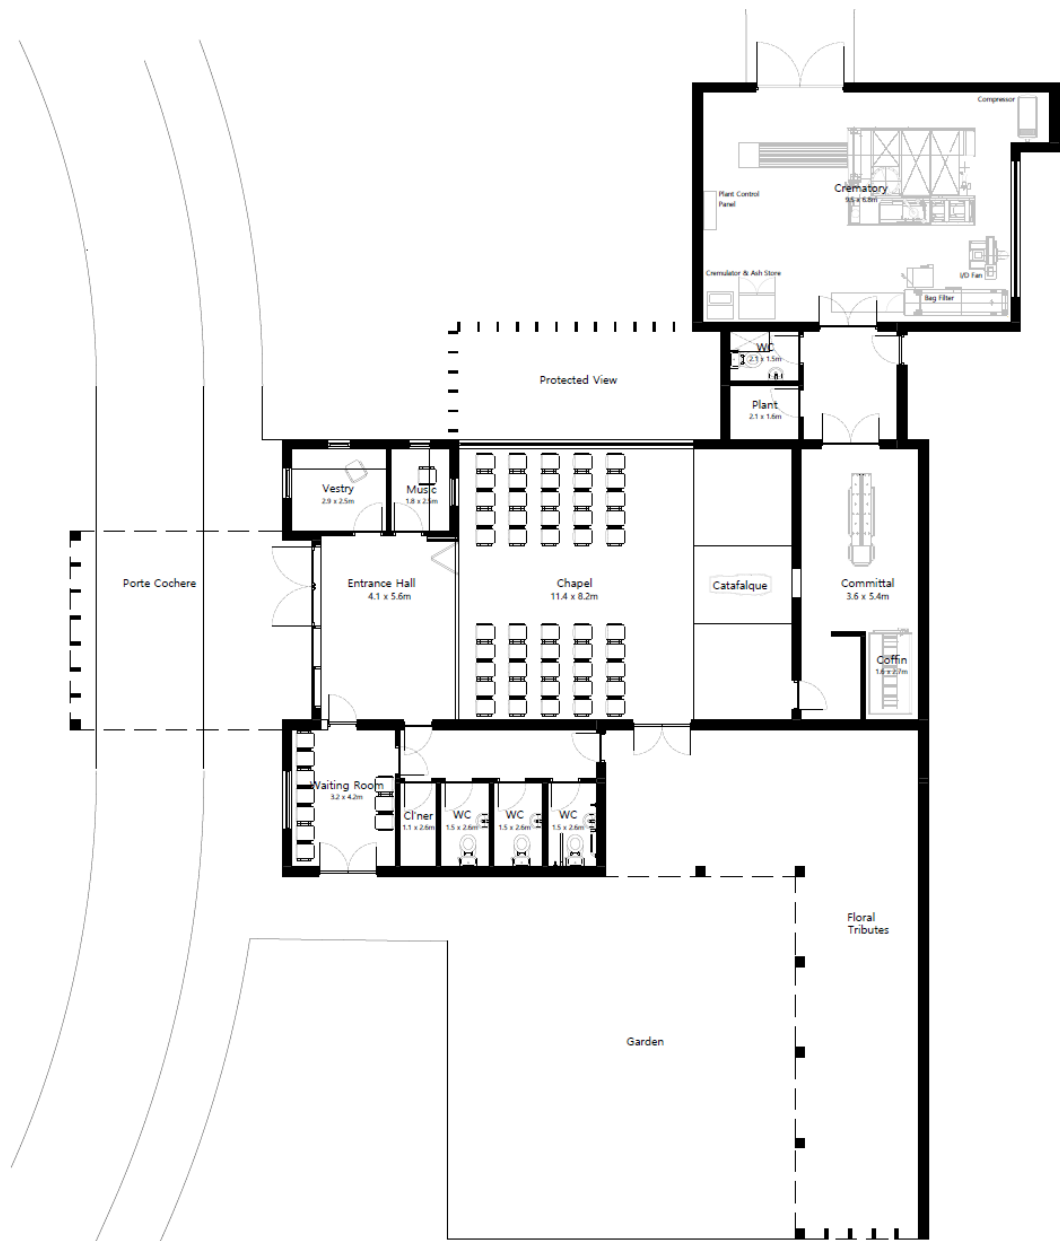 Compressor
Crematory
9.5 x 6.8m
Plant Control
Panel
Cremulator & Ash Store
I/D Fan
Bag Filter
WC
2.1 x 1.5m
Protected View
Plant
2.1 x 1.6m
Vestry
2.9 x 2.5m
Music
1.8 x 2.5m
Porte Cochere
Entrance Hall
4.1 x 5.6m
Chapel
11.4 x 8.2m
Catafalque
Committal
3.6 x 5.4m
Coffin
1.6 x 2.7m
Waiting Room
3.2 x 4.2m
Cl'ner
1.1 x 2.6m
WC
1.5 x 2.6m
WC
1.5 x 2.6m
WC
1.5 x 2.6m
Floral
Tributes
Garden